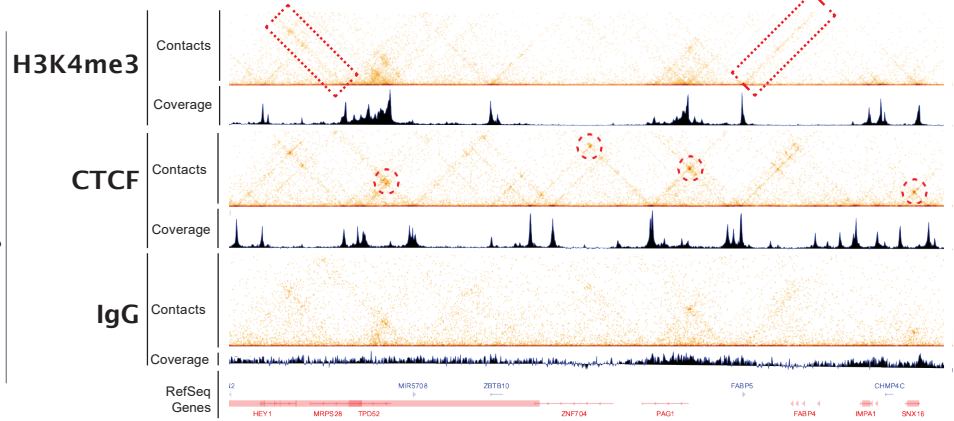 H3K4me3
Contacts
Coverage
CTCF
Contacts
Coverage
IgG
Contacts
Coverage
RefSeq
Genes
MIR5708 ZBTB10 FABP5 CHMP4C
HEY1 MRPS28 TPD52 ZNF704 PAG1 FABP4 IMPA1 SNX16